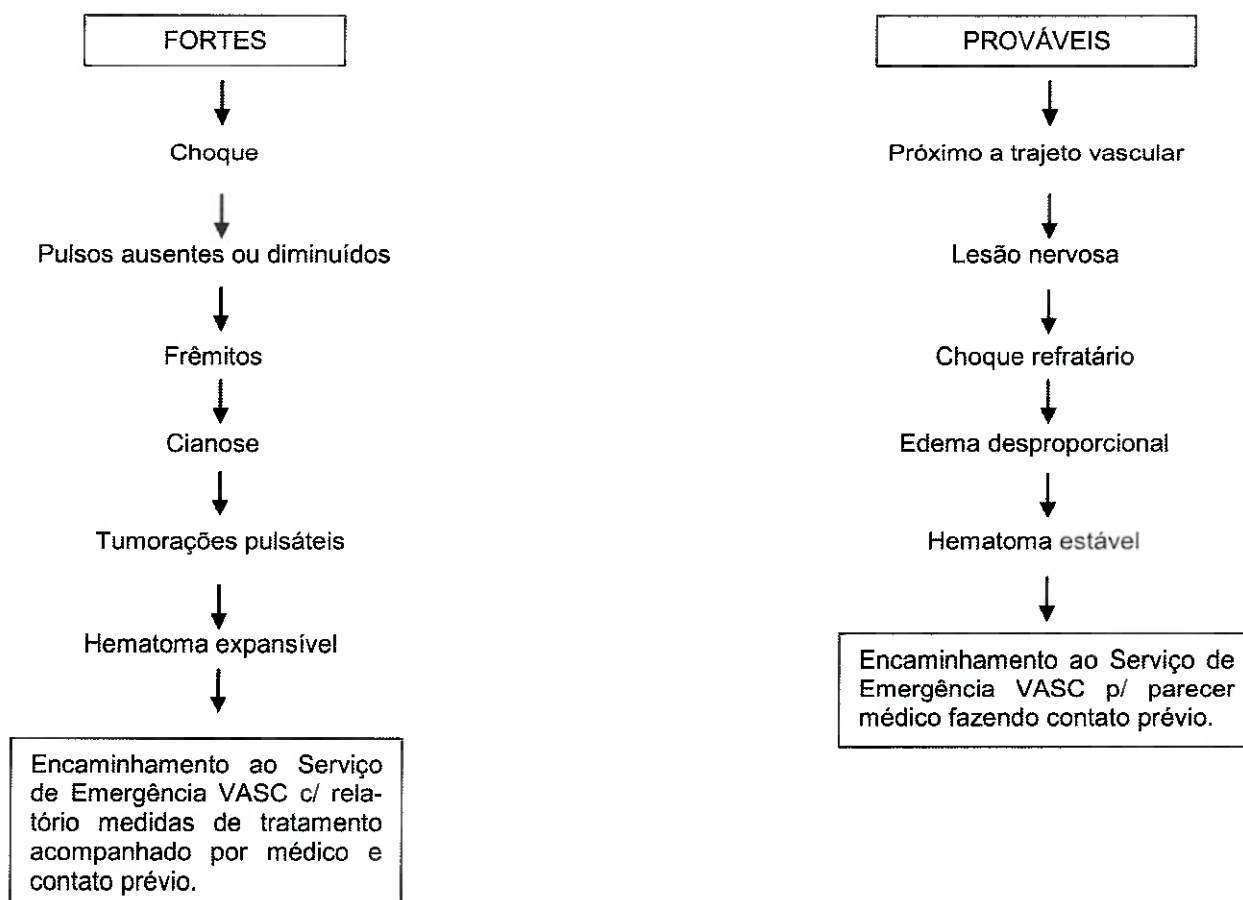 FORTES
Choque
Pulsos ausentes ou diminuídos
Frêmitos
Cianose
Tumorações pulsáteis
Hematoma expansível
Encaminhamento ao Serviço
de Emergência VASC c/ rela-
tório medidas de tratamento
acompanhado por médico e
contato prévio.
PROVÁVEIS
Próximo a trajeto vascular
Lesão nervosa
Choque refratário
Edema desproporcional
Hematoma estável
Encaminhamento ao Serviço de
Emergência VASC p/ parecer
médico fazendo contato prévio.